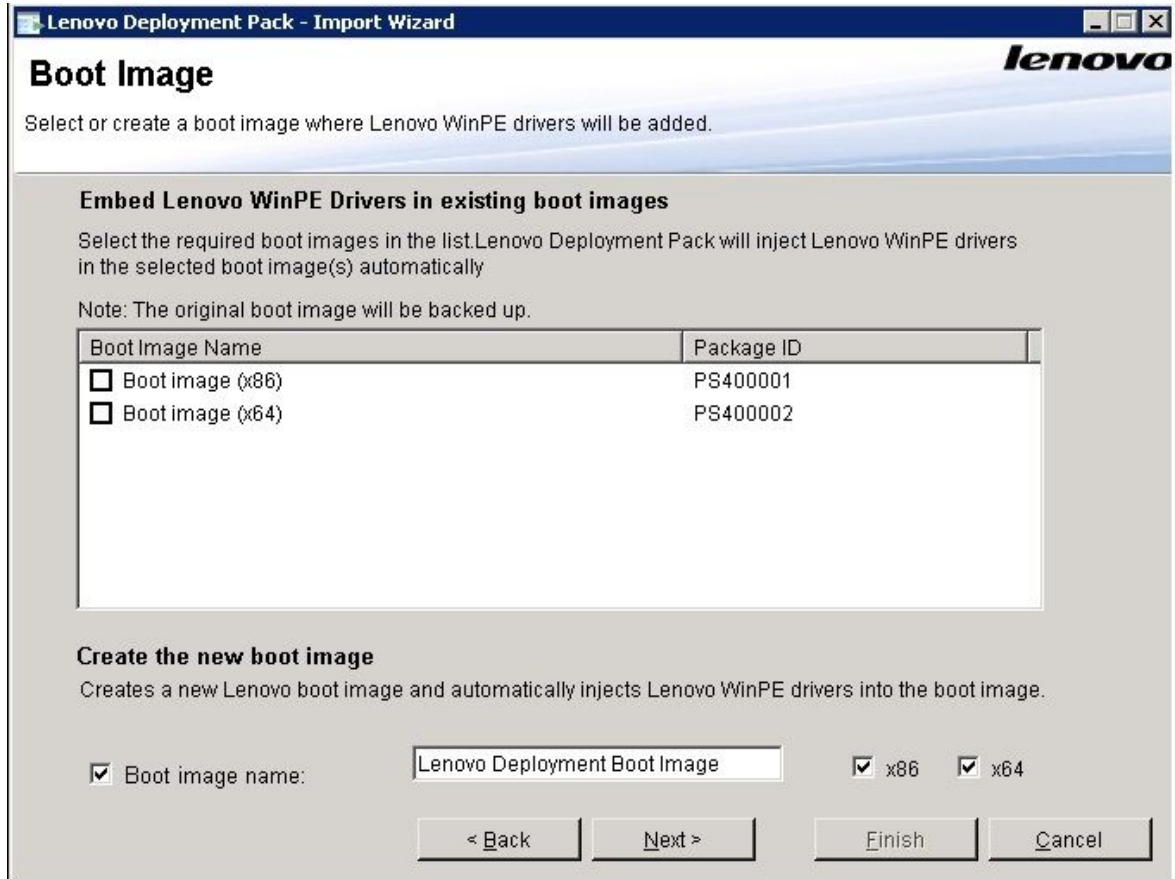 Lenovo Deployment Pack - Import Wizard
lenovo
Boot Image
Select or create a boot image where Lenovo WinPE drivers will be added.
Embed Lenovo WinPE Drivers in existing boot images
Select the required boot images in the list.Lenovo Deployment Pack will inject Lenovo WinPE drivers
in the selected boot image(s) automatically
Note: The original boot image will be backed up.
Boot Image Name Package ID
Boot image (x86) PS400001
Boot image (x64) PS400002
Create the new boot image
Creates a new Lenovo boot image and automatically injects Lenovo WinPE drivers into the boot image.
Boot image name: Lenovo Deployment Boot Image x86 x64
< Back Next > Finish Cancel